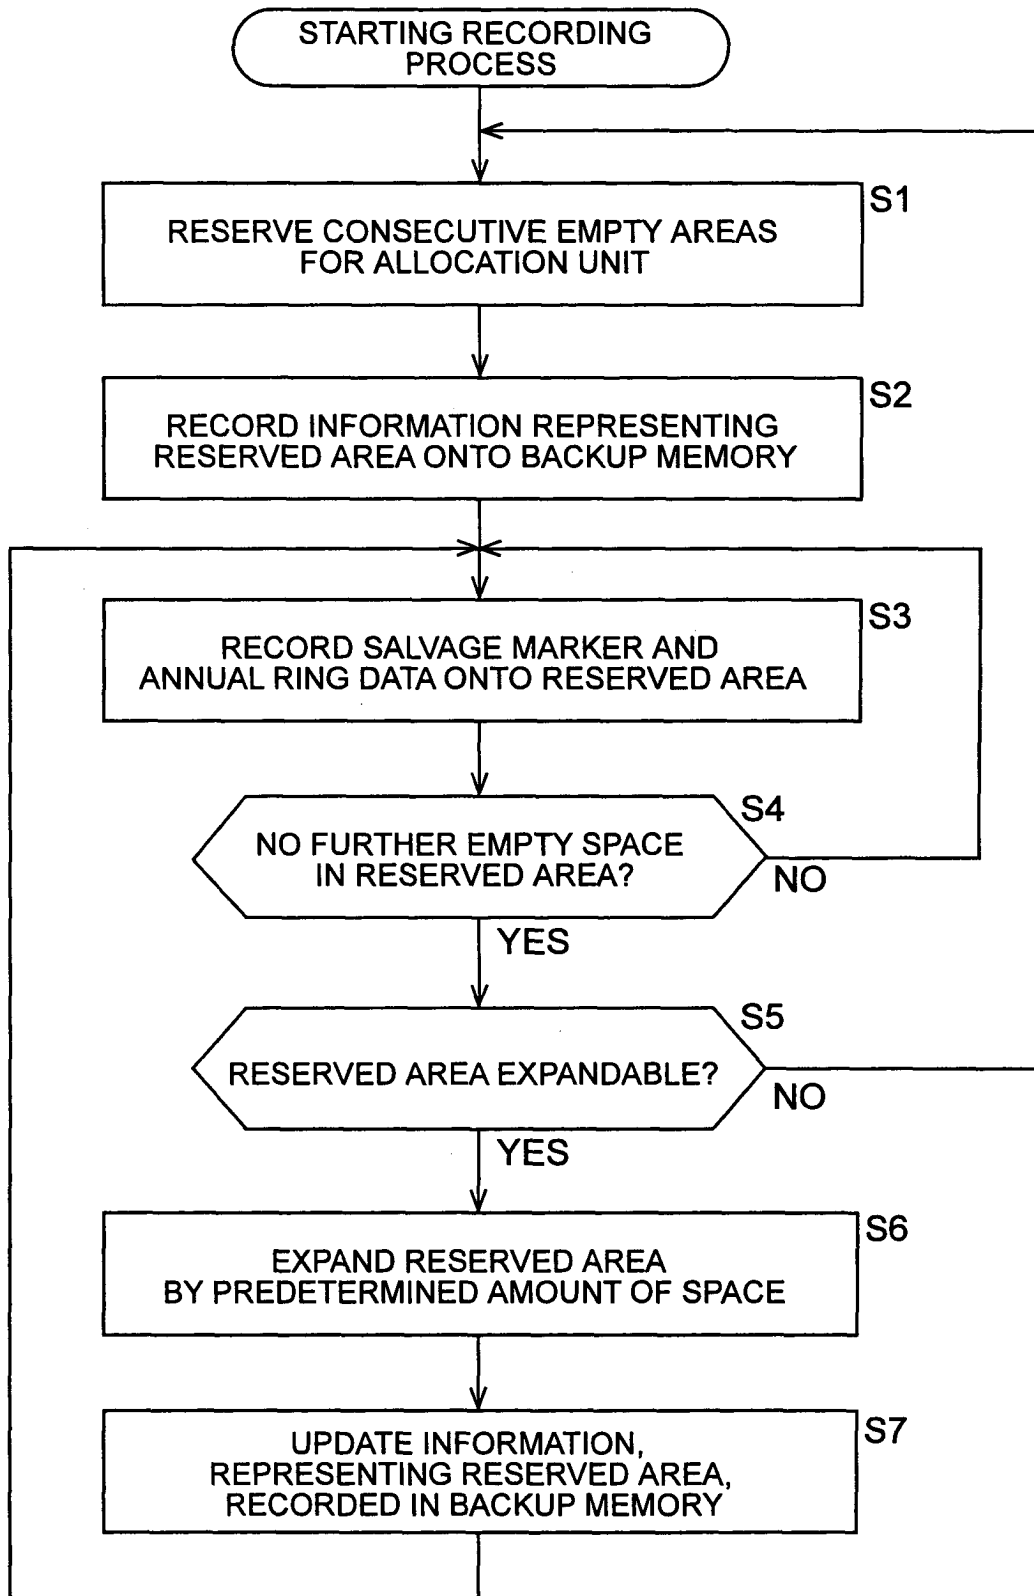 STARTING RECORDING
PROCESS
S1
RESERVE CONSECUTIVE EMPTY AREAS
FOR ALLOCATION UNIT
S2
RECORD INFORMATION REPRESENTING
RESERVED AREA ONTO BACKUP MEMORY
S3
RECORD SALVAGE MARKER AND
ANNUAL RING DATA ONTO RESERVED AREA
S4
NO FURTHER EMPTY SPACE
IN RESERVED AREA?
NO
YES
S5
RESERVED AREA EXPANDABLE?
NO
YES
S6
EXPAND RESERVED AREA
BY PREDETERMINED AMOUNT OF SPACE
S7
UPDATE INFORMATION,
REPRESENTING RESERVED AREA,
RECORDED IN BACKUP MEMORY